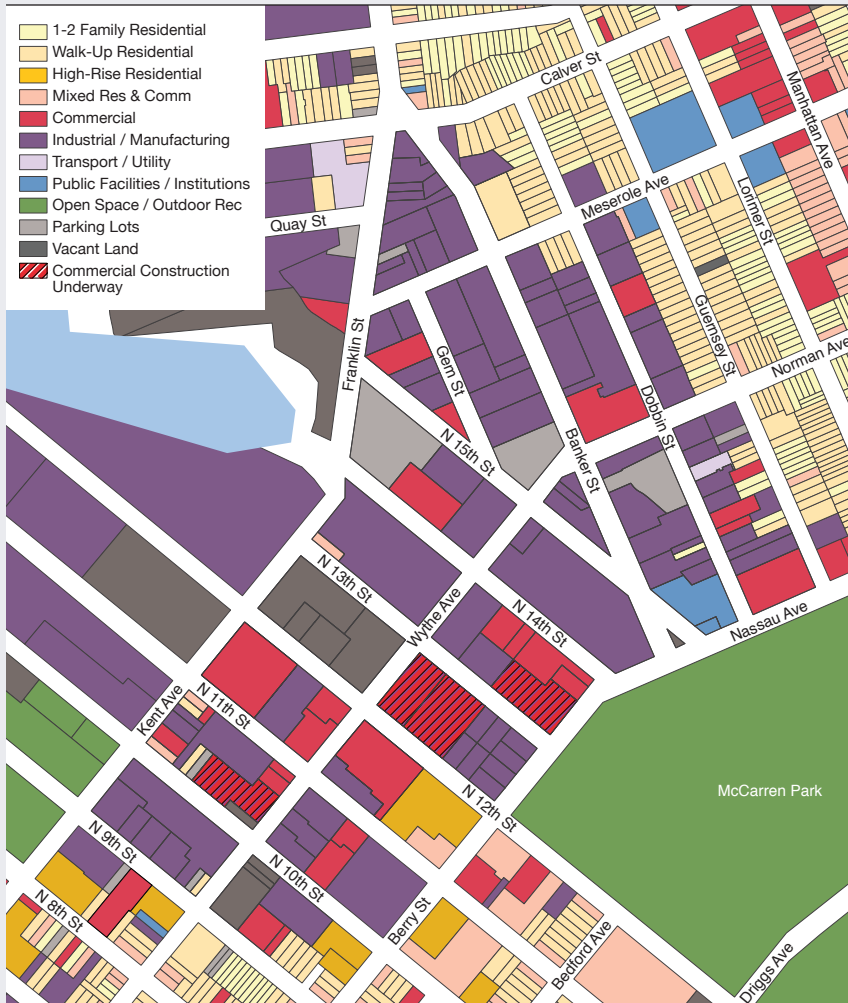 1-2 Family Residential
Walk-Up Residential
High-Rise Residential
Mixed Res & Comm
Commercial
Industrial / Manufacturing
Transport / Utility
Public Facilities / Institutions
Open Space / Outdoor Rec
Parking Lots
Vacant Land
Commercial Construction
Underway
Calver St
Manhattan Ave
Meserole Ave
Lorimer St
Quay St
Guernsey St
Franklin St
Gem St
Norman Ave
Dobbin St
N 15th St
Banker St
N 13th St
Wythe Ave
N 14th St
Nassau Ave
Kent Ave
N 11th St
McCarren Park
N 12th St
N 9th St
N 10th St
N 8th St
Berry St
Bedford Ave
Driggs Ave